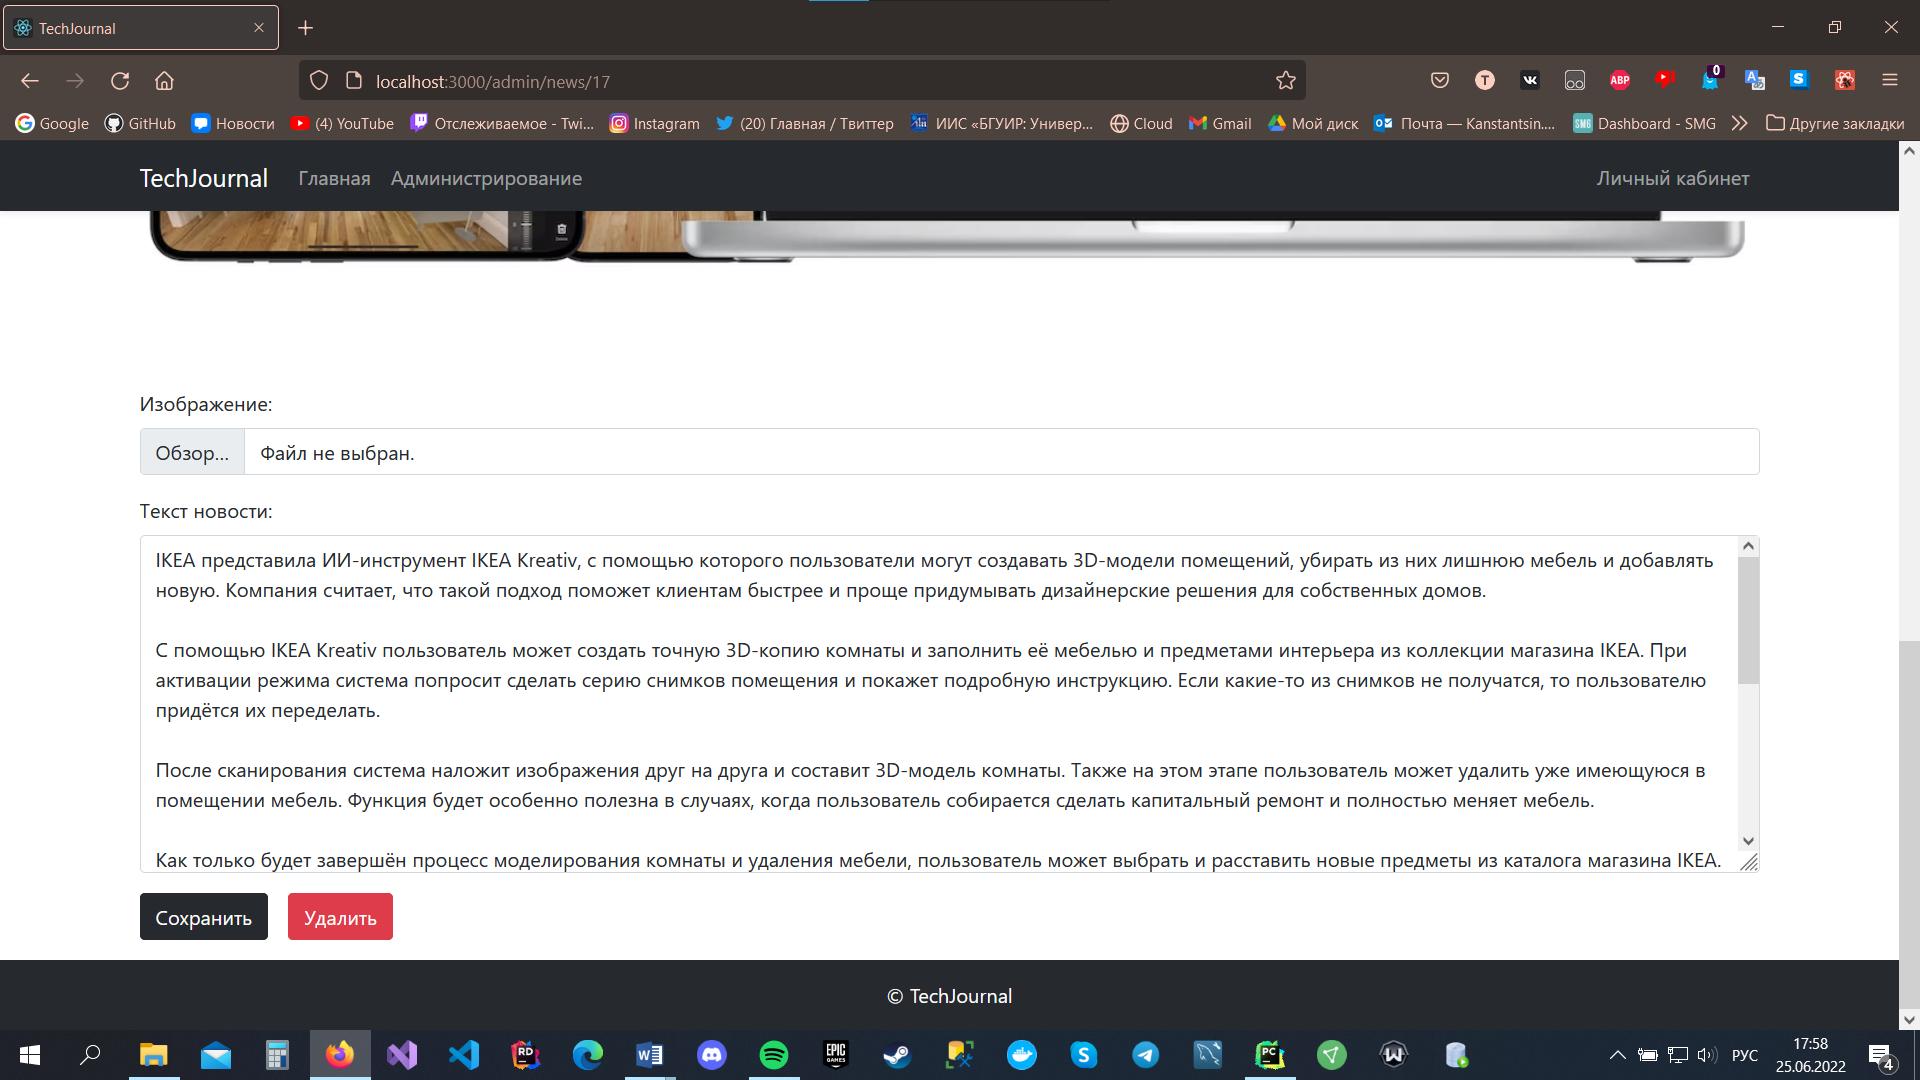 TechJournal
localhost:3000/admin/news/17
T
ABP
0
S
Google
GitHub
Новости
(4) YouTube
Отслеживаемое - Twi...
Instagram
(20) Главная / Твиттер
ИИС «БГУИР: Универ...
Cloud
Gmail
Мой диск
Почта — Kanstantsin....
SMG
Dashboard - SMG
Другие закладки
TechJournal
Главная
Администрирование
Личный кабинет
Изображение:
Обзор...
Файл не выбран.
Текст новости:
IKEA представила ИИ-инструмент IKEA Kreativ, с помощью которого пользователи могут создавать 3D-модели помещений, убирать из них лишнюю мебель и добавлять
новую. Компания считает, что такой подход поможет клиентам быстрее и проще придумывать дизайнерские решения для собственных домов.
С помощью IKEA Kreativ пользователь может создать точную 3D-копию комнаты и заполнить её мебелью и предметами интерьера из коллекции магазина IKEA. При
активации режима система попросит сделать серию снимков помещения и покажет подробную инструкцию. Если какие-то из снимков не получатся, то пользователю
придётся их переделать.
После сканирования система наложит изображения друг на друга и составит 3D-модель комнаты. Также на этом этапе пользователь может удалить уже имеющуюся в
помещении мебель. Функция будет особенно полезна в случаях, когда пользователь собирается сделать капитальный ремонт и полностью меняет мебель.
Как только будет завершён процесс моделирования комнаты и удаления мебели, пользователь может выбрать и расставить новые предметы из каталога магазина IKEA.
Сохранить
Удалить
© TechJournal
RD
EPIC
GAMES
S
PC
РУС
17:58
25.06.2022
4